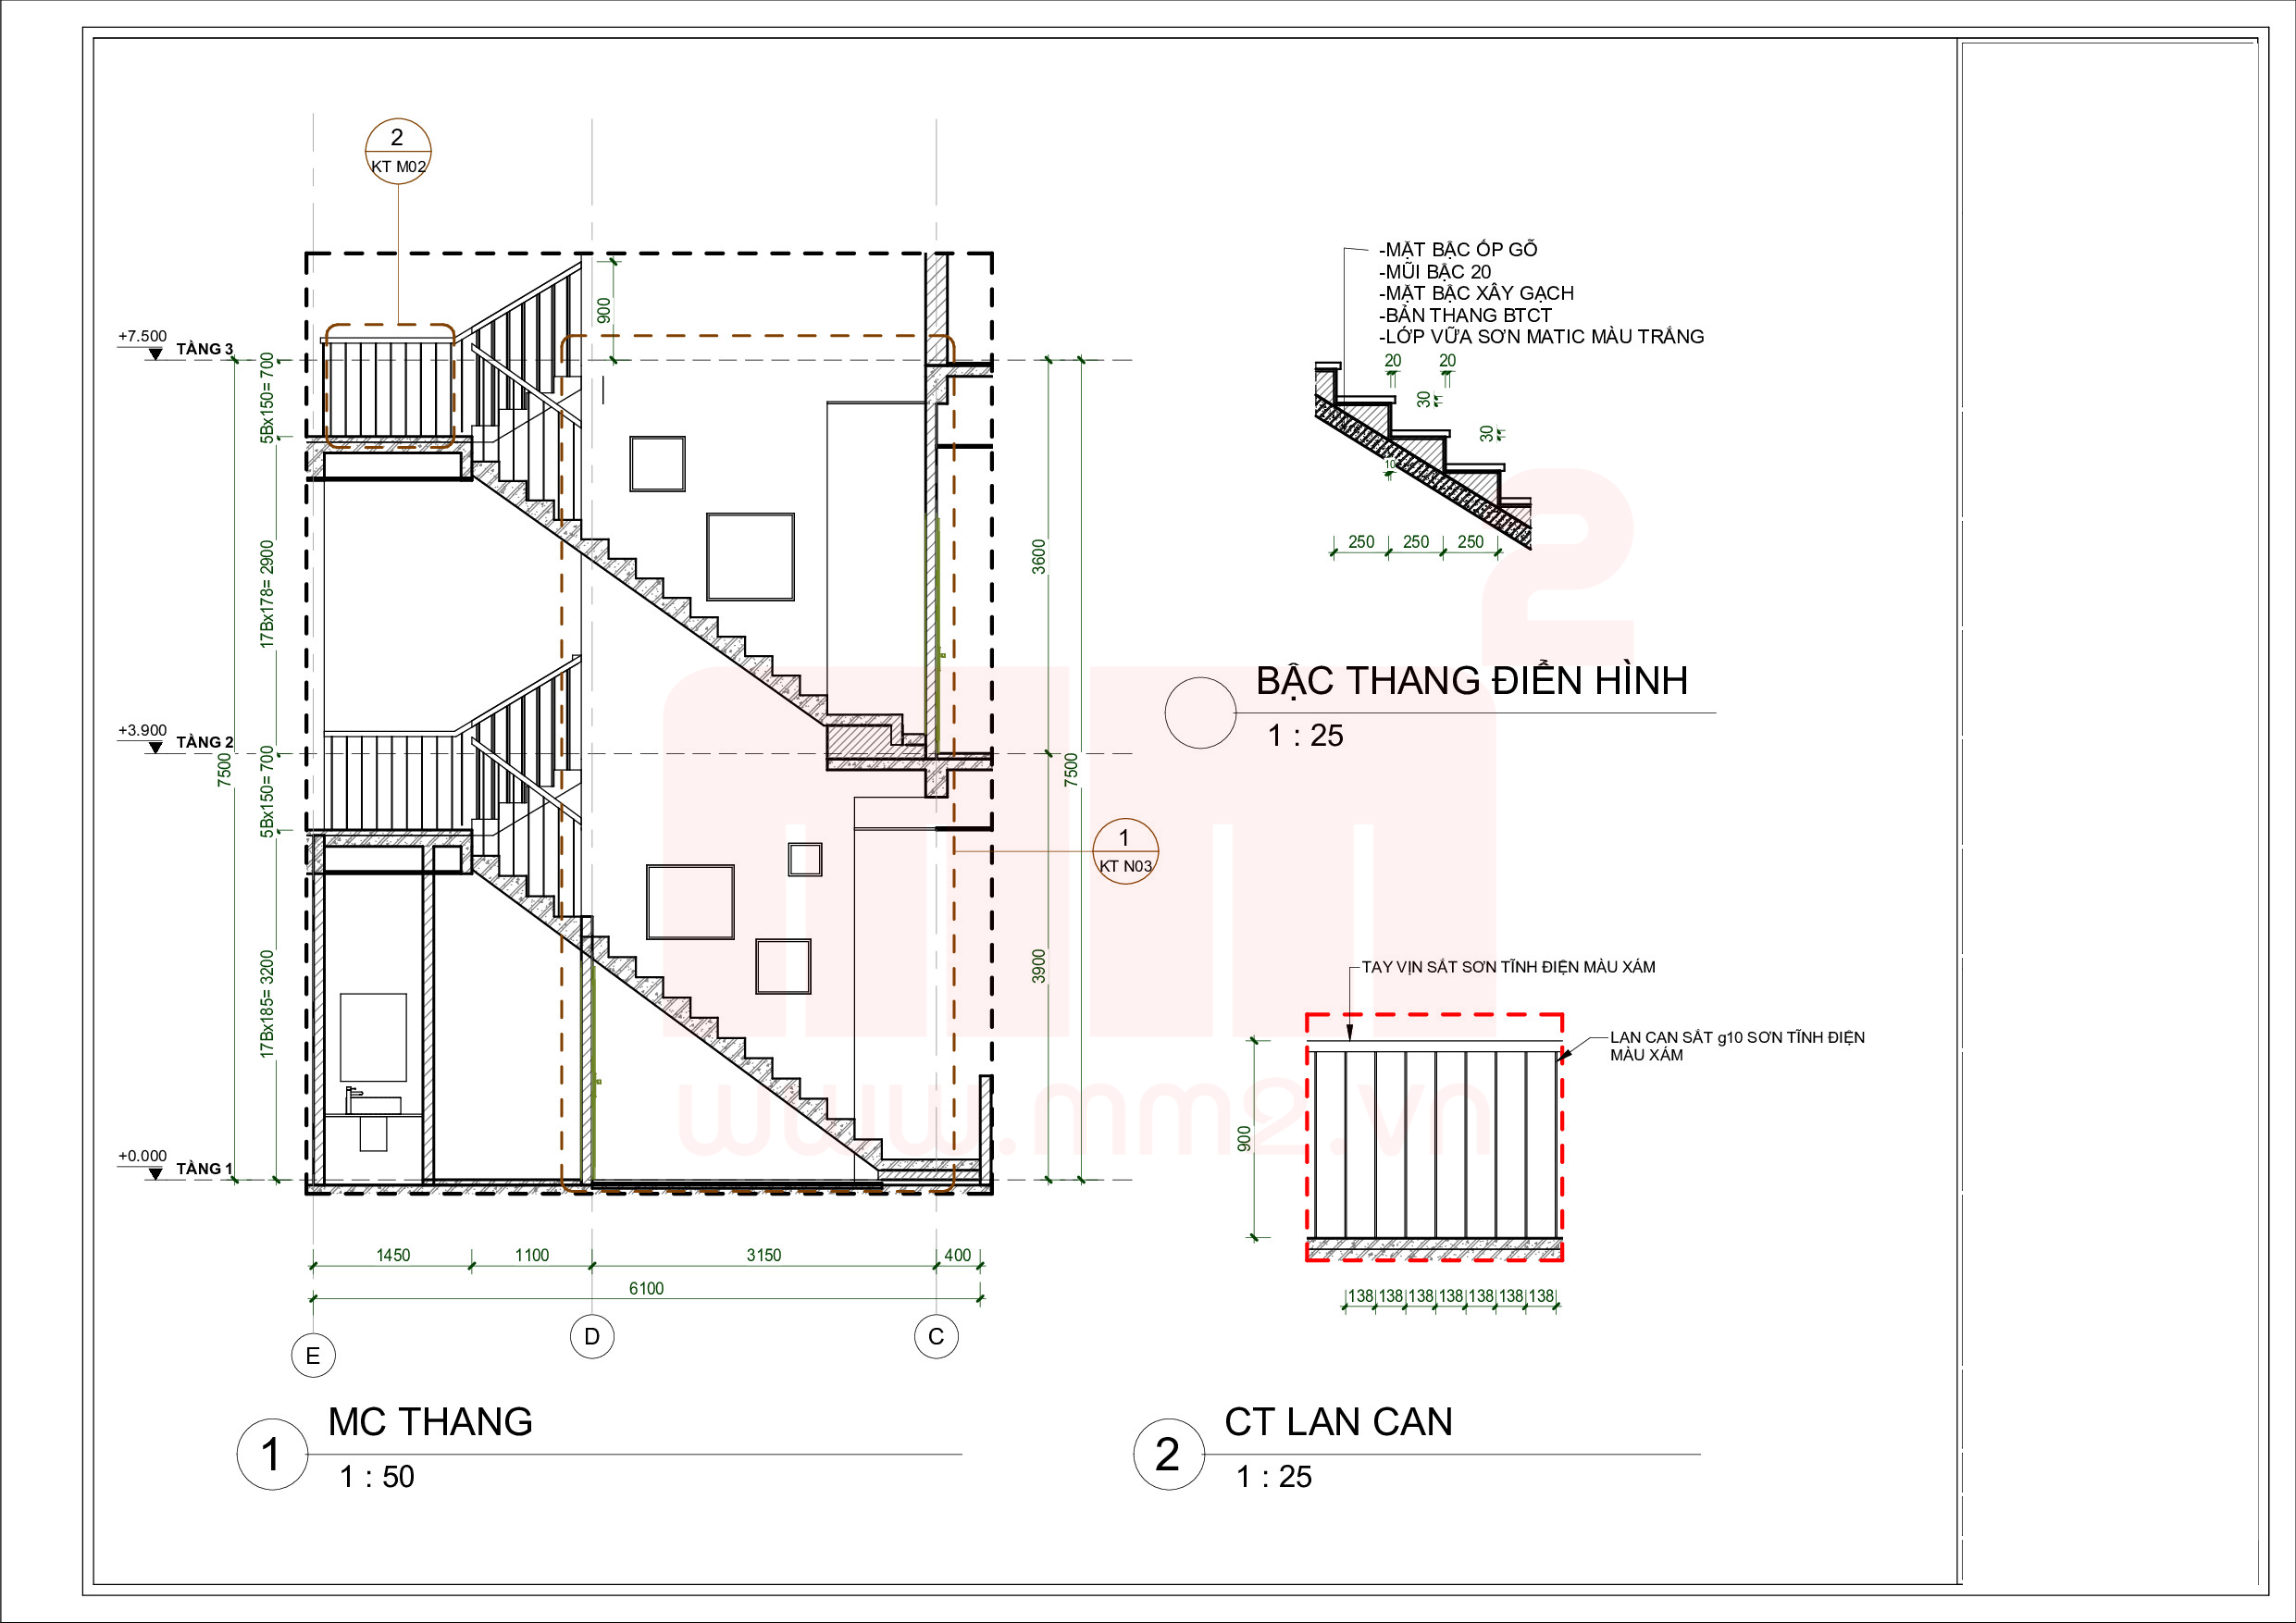 2
KT M02
-MẶT BẬC ỐP GỖ
-MŨI BẬC 20
-MẶT BẬC XÂY GẠCH
-BẢN THANG BTCT
-LỚP VỮA SƠN MATIC MÀU TRẮNG
20
20
30
30
10
250
250
250
BẬC THANG ĐIỂN HÌNH
1 : 25
+7.500
TẦNG 3
900
5Bx150= 700
17Bx178= 2900
3600
+3.900
TẦNG 2
7500
5Bx150= 700
7500
1
KT N03
17Bx185= 3200
3900
+0.000
TẦNG 1
1450
1100
3150
400
6100
E
D
C
1
MC THANG
1 : 50
TAY VỊN SẮT SƠN TĨNH ĐIỆN MÀU XÁM
LAN CAN SẮT g10 SƠN TĨNH ĐIỆN
MÀU XÁM
900
138 138 138 138 138 138 138
2
CT LAN CAN
1 : 25
mm2
www.mm2.vn